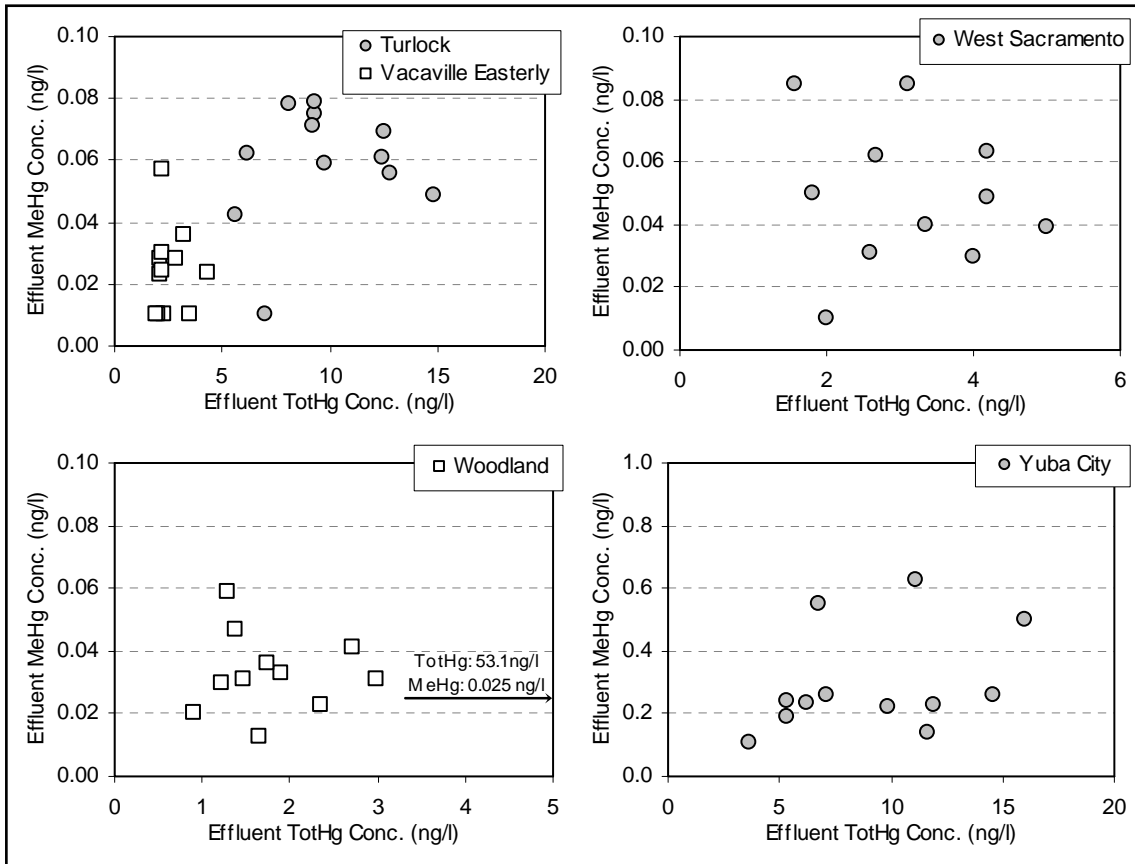 Turlock
Vacaville Easterly
0.10
0.08
0.06
0.04
0.02
0.00
Effluent MeHg Conc. (ng/l)
0 5 10 15 20
Effluent TotHg Conc. (ng/l)
West Sacramento
0.10
0.08
0.06
0.04
0.02
0.00
Effluent MeHg Conc. (ng/l)
0 2 4 6
Effluent TotHg Conc. (ng/l)
Woodland
0.10
0.08
0.06
0.04
0.02
0.00
Effluent MeHg Conc. (ng/l)
TotHg: 53.1ng/l
MeHg: 0.025 ng/l
0 1 2 3 4 5
Effluent TotHg Conc. (ng/l)
Yuba City
1.0
0.8
0.6
0.4
0.2
0.0
Effluent MeHg Conc. (ng/l)
0 5 10 15 20
Effluent TotHg Conc. (ng/l)